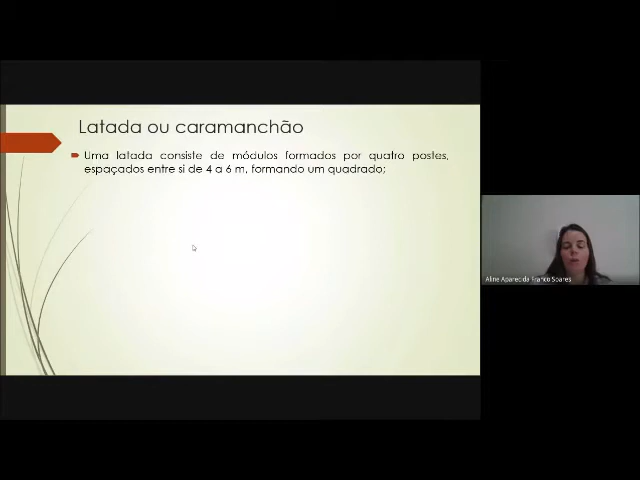 Latada ou caramanchão
Uma latada consiste de módulos formados por quatro postes,
espaçados entre si de 4 a 6 m, formando um quadrado;
Aline Aparecida Franco Soares